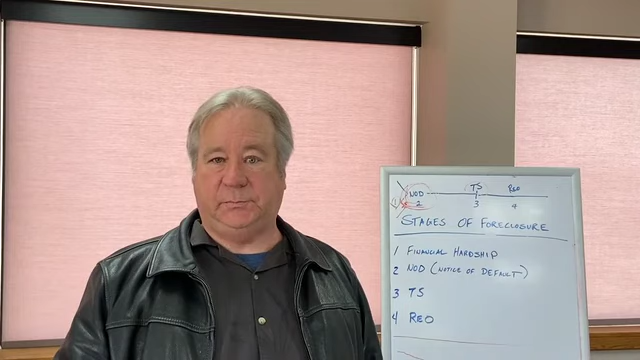 NOD TS REO
1 2 3 4
STAGES OF FORECLOSURE
1 FINANCIAL HARDSHIP
2 NOD (NOTICE OF DEFAULT)
3 TS
4 REO